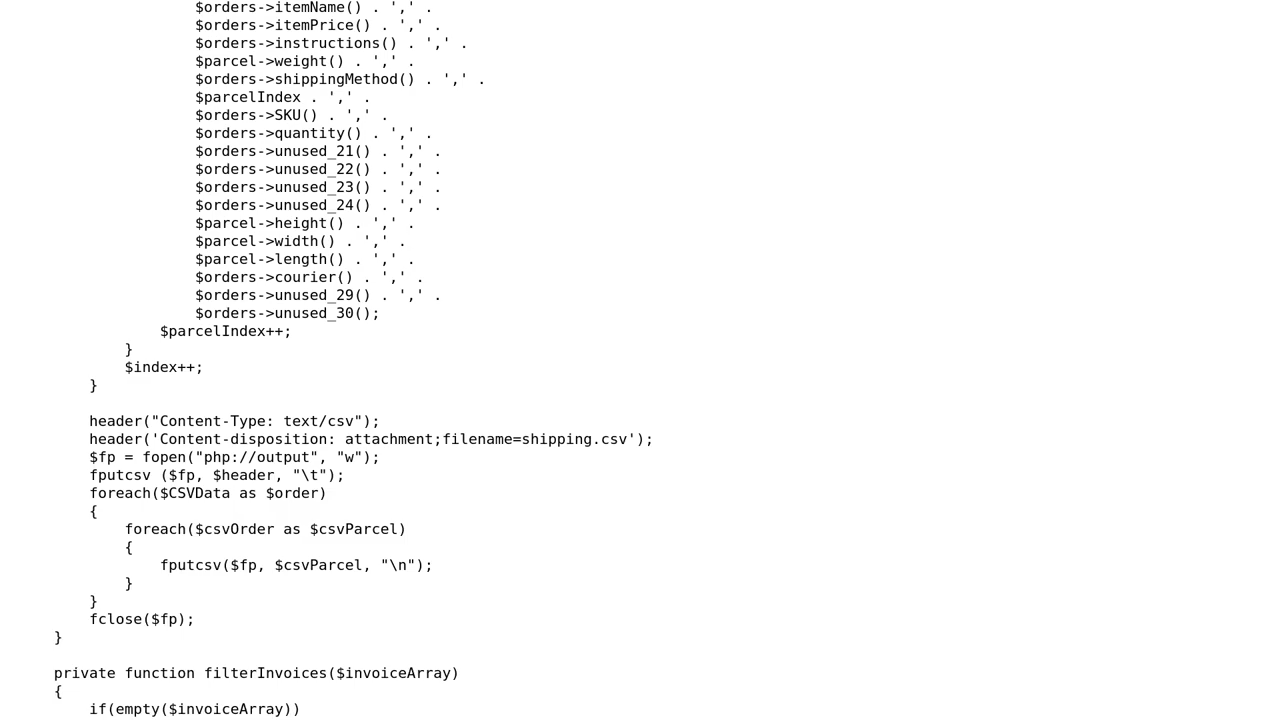 $orders->itemName() . ',' .
$orders->itemPrice() . ',' .
$orders->instructions() . ',' .
$parcel->weight() . ',' .
$orders->shippingMethod() . ',' .
$parcelIndex . ',' .
$orders->SKU() . ',' .
$orders->quantity() . ',' .
$orders->unused_21() . ',' .
$orders->unused_22() . ',' .
$orders->unused_23() . ',' .
$orders->unused_24() . ',' .
$parcel->height() . ',' .
$parcel->width() . ',' .
$parcel->length() . ',' .
$orders->courier() . ',' .
$orders->unused_29() . ',' .
$orders->unused_30();
$parcelIndex++;
}
$index++;
}
header("Content-Type: text/csv");
header('Content-disposition: attachment;filename=shipping.csv');
$fp = fopen("php://output", "w");
fputcsv ($fp, $header, "\t");
foreach($CSVData as $order)
{
foreach($csvOrder as $csvParcel)
{
fputcsv($fp, $csvParcel, "\n");
}
}
fclose($fp);
}
private function filterInvoices($invoiceArray)
{
if(empty($invoiceArray))